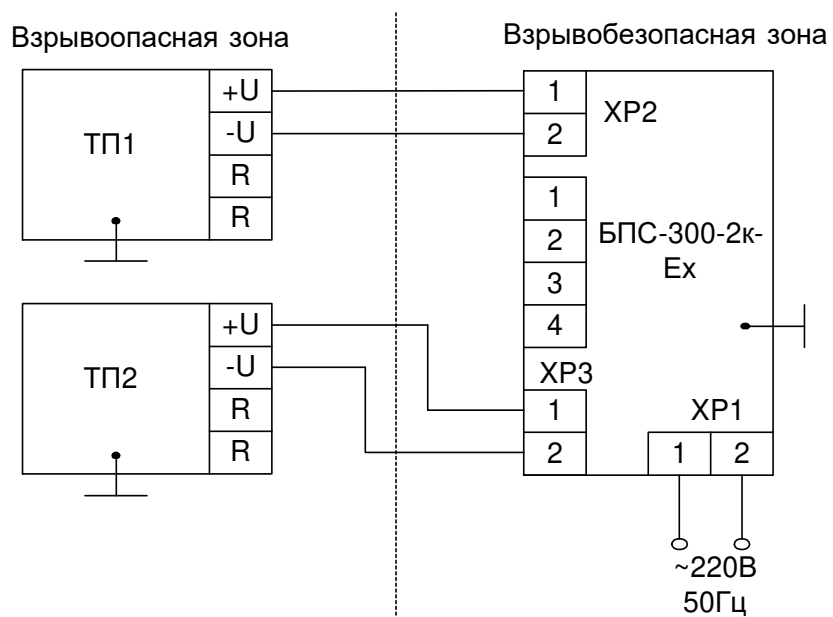 Взрывоопасная зона
Взрывобезопасная зона
ТП1
+U
-U
R
R
ТП2
+U
-U
R
R
1
2
XP2
1
2
3
4
БПС-300-2к-
Ex
XP3
1
2
XP1
1
2
~220В
50Гц